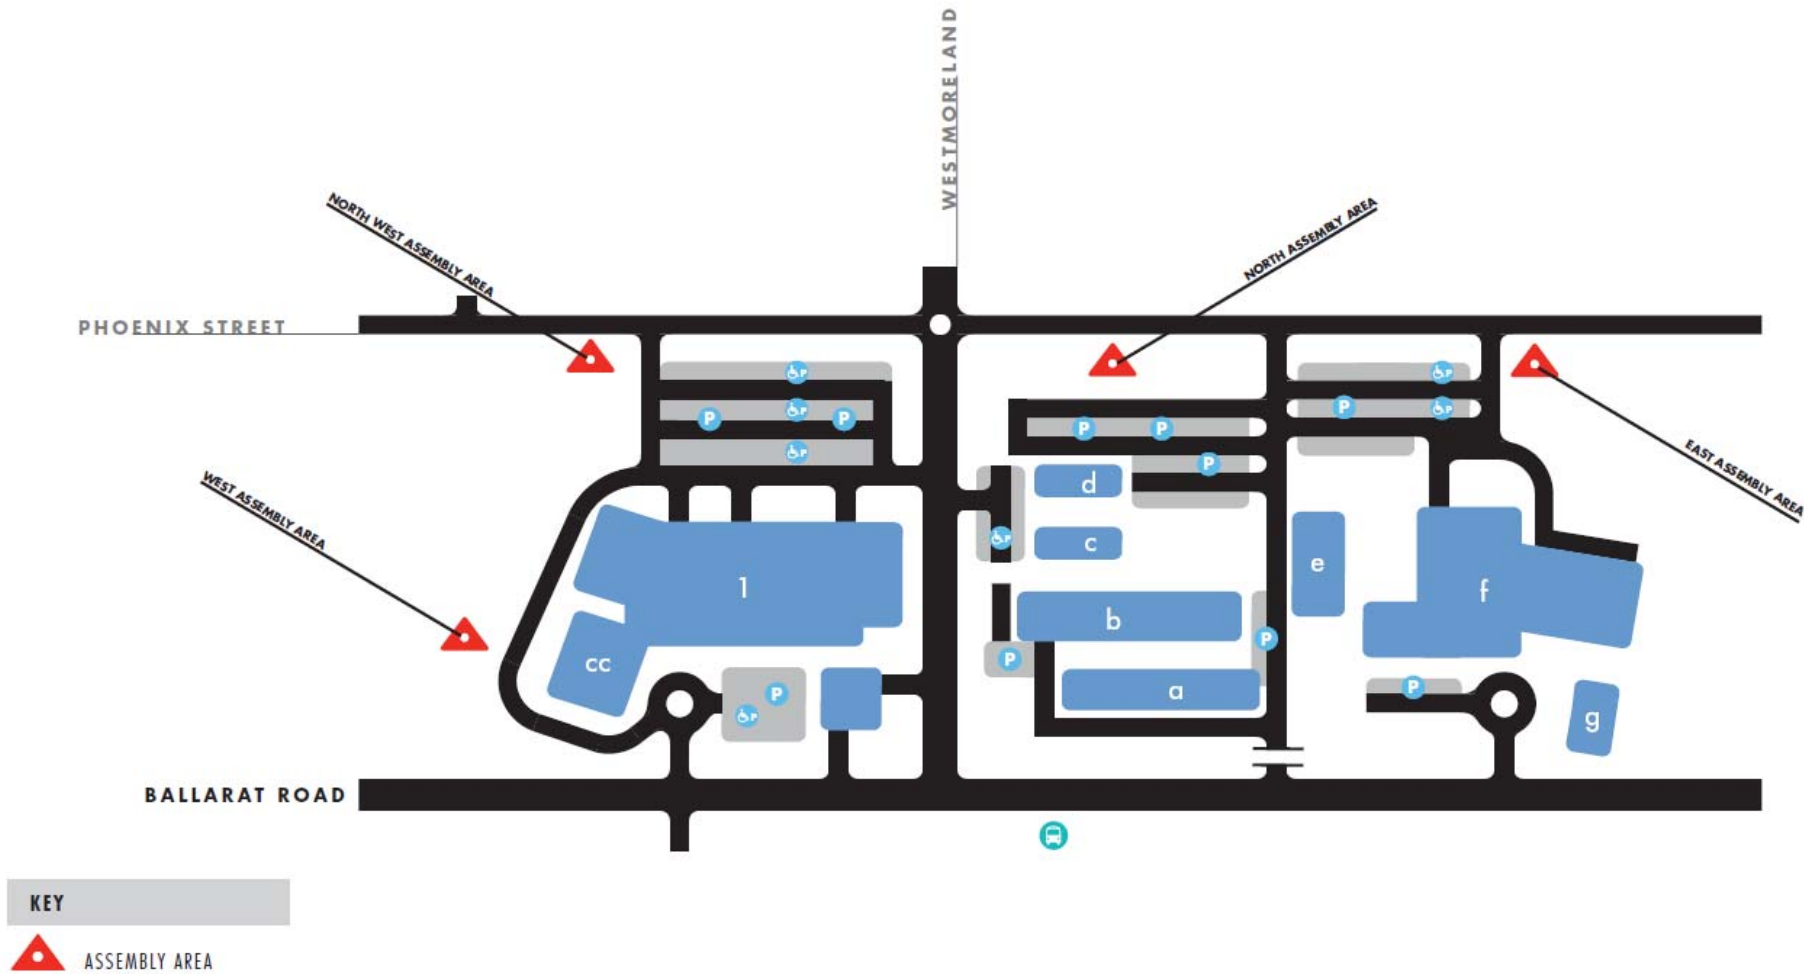 WESTMORELAND
NORTH WEST ASSEMBLY AREA
NORTH ASSEMBLY AREA
PHOENIX STREET
P
P
P
P
P
P
P
P
P
P
P
EAST ASSEMBLY AREA
WEST ASSEMBLY AREA
d
c
P
e
f
1
b
cc
P
P
a
P
P
P
g
BALLARAT ROAD
KEY
ASSEMBLY AREA